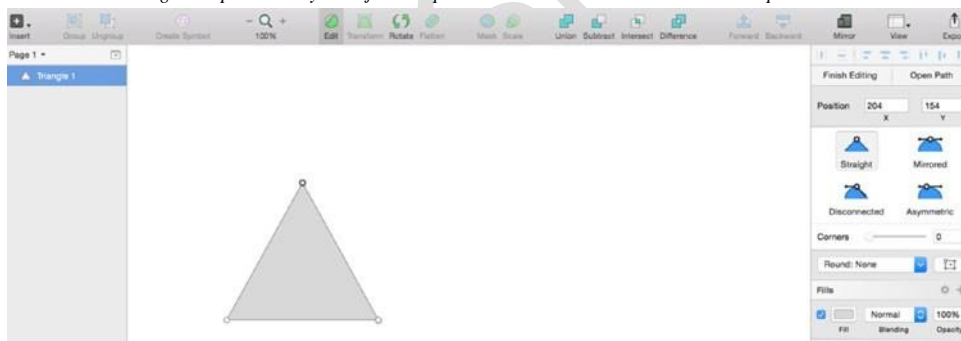 Insert Group Ungroup Create Symbol 100% Edit Transform Rotate Flatten Mask Scale Union Subtract Intersect Difference Forward Backward Mirror View Expo
Page 1
Triangle 1
Finish Editing Open Path
Position 204 154
X Y
Straight Mirrored
Disconnected Asymmetric
Corners 0
Round: None
Fills
Normal 100%
Fill Blending Opacity